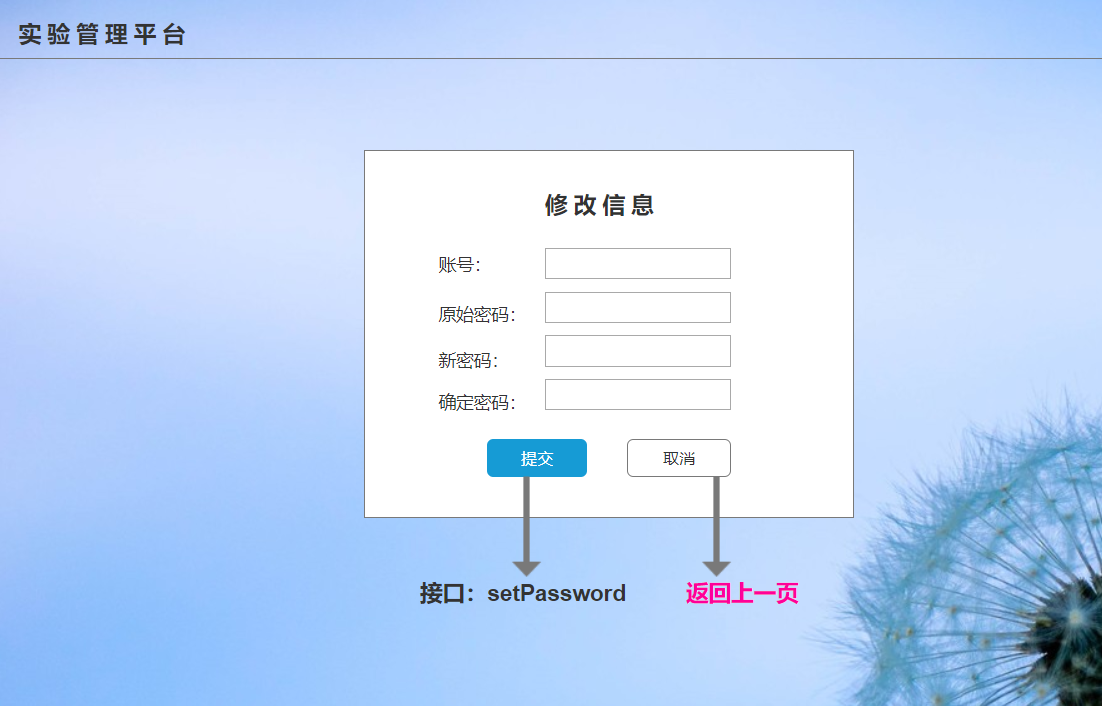 实验管理平台
修改信息
账号：
原始密码：
新密码：
确定密码：
提交
取消
接口：setPassword
返回上一页